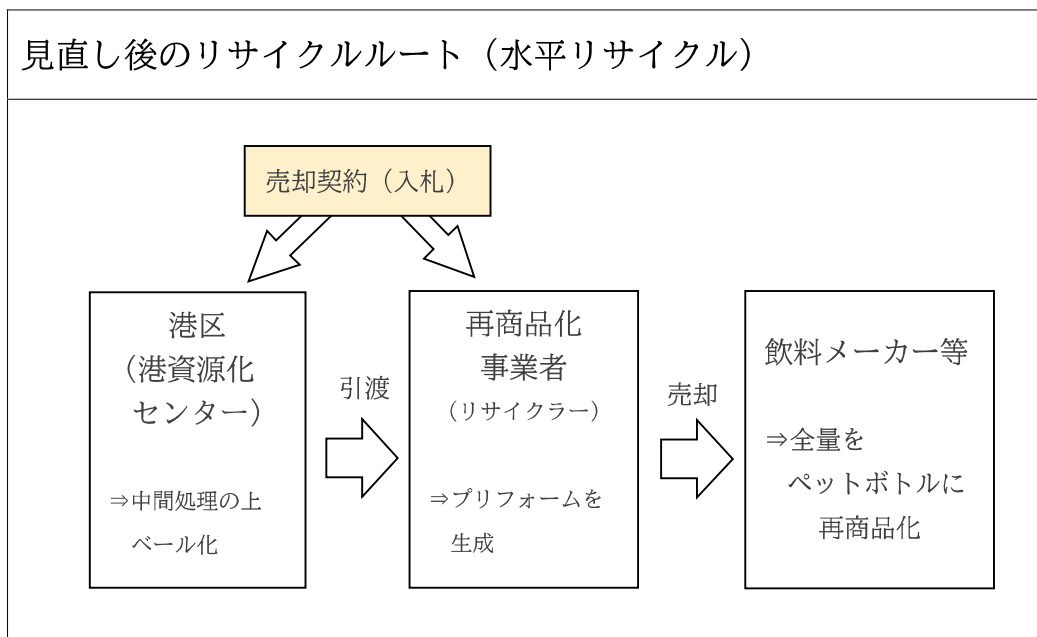 見直し後のリサイクルルート（水平リサイクル）
売却契約（入札）
港区
（港資源化
センター）
⇒中間処理の上
ベール化
引渡
再商品化
事業者
（リサイクラー）
⇒プリフォームを
生成
売却
飲料メーカー等
⇒全量を
ペットボトルに
再商品化